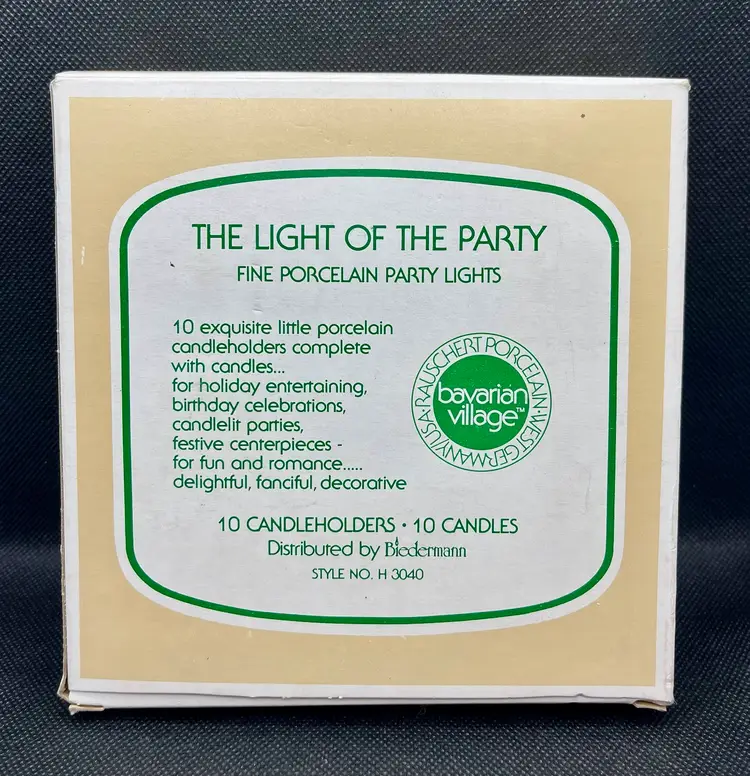 THE LIGHT OF THE PARTY
FINE PORCELAIN PARTY LIGHTS
10 exquisite little porcelain
candleholders complete
with candles...
for holiday entertaining,
birthday celebrations,
candlelit parties,
festive centerpieces -
for fun and romance.....
delightful, fanciful, decorative
RAUSCHERT PORCELAIN·WEST GERMANY/USA·
bavarian
village™
10 CANDLEHOLDERS • 10 CANDLES
Distributed by Biedermann
STYLE NO. H 3040